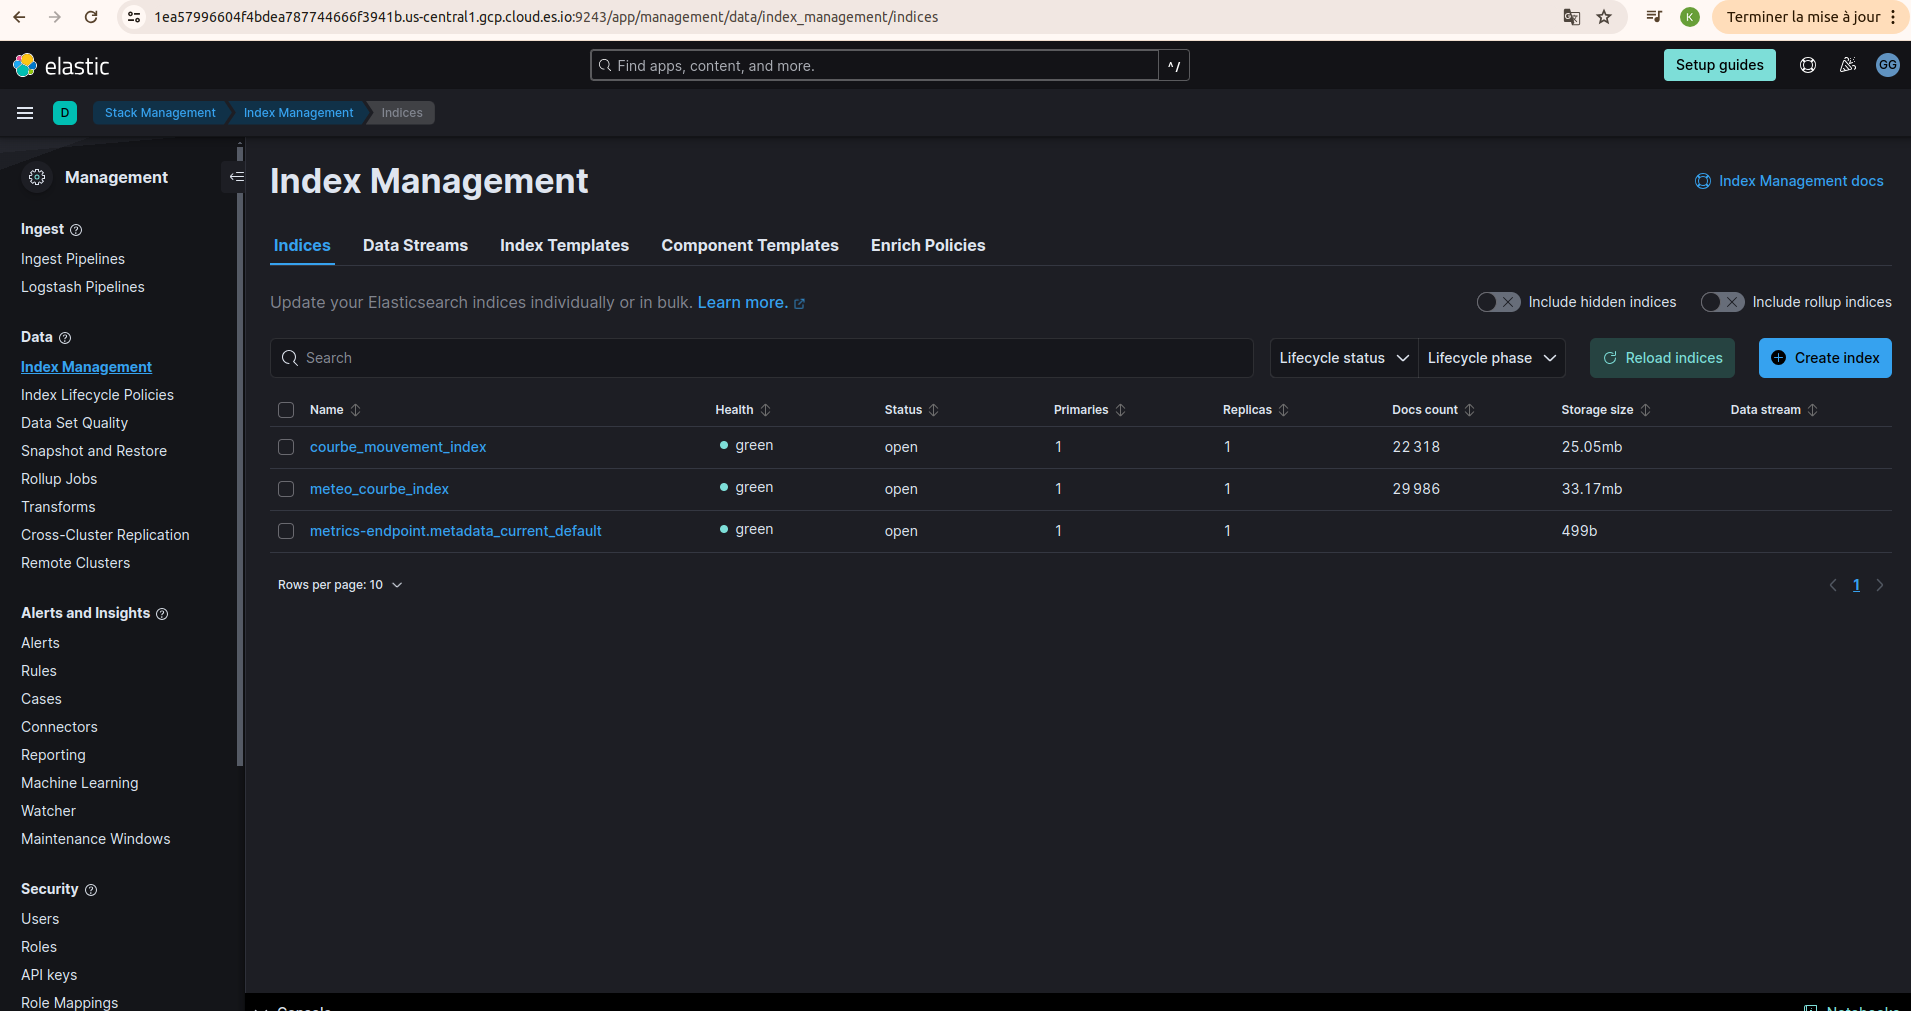 1ea57996604f4bdea787744666f3941b.us-central1.gcp.cloud.es.io:9243/app/management/data/index_management/indices
K
Terminer la mise à jour
elastic
Find apps, content, and more.
^/
Setup guides
GG
D
Stack Management
Index Management
Indices
Management
Ingest
Ingest Pipelines
Logstash Pipelines
Data
Index Management
Index Lifecycle Policies
Data Set Quality
Snapshot and Restore
Rollup Jobs
Transforms
Cross-Cluster Replication
Remote Clusters
Alerts and Insights
Alerts
Rules
Cases
Connectors
Reporting
Machine Learning
Watcher
Maintenance Windows
Security
Users
Roles
API keys
Role Mappings
Index Management
Index Management docs
Indices Data Streams Index Templates Component Templates Enrich Policies
Update your Elasticsearch indices individually or in bulk. Learn more.
Include hidden indices
Include rollup indices
Search
Lifecycle status
Lifecycle phase
Reload indices
Create index
Name Health Status Primaries Replicas Docs count Storage size Data stream
courbe_mouvement_index green open 1 1 22 318 25.05mb
meteo_courbe_index green open 1 1 29 986 33.17mb
metrics-endpoint.metadata_current_default green open 1 1 499b
Rows per page: 10
1
Console
Notebooks